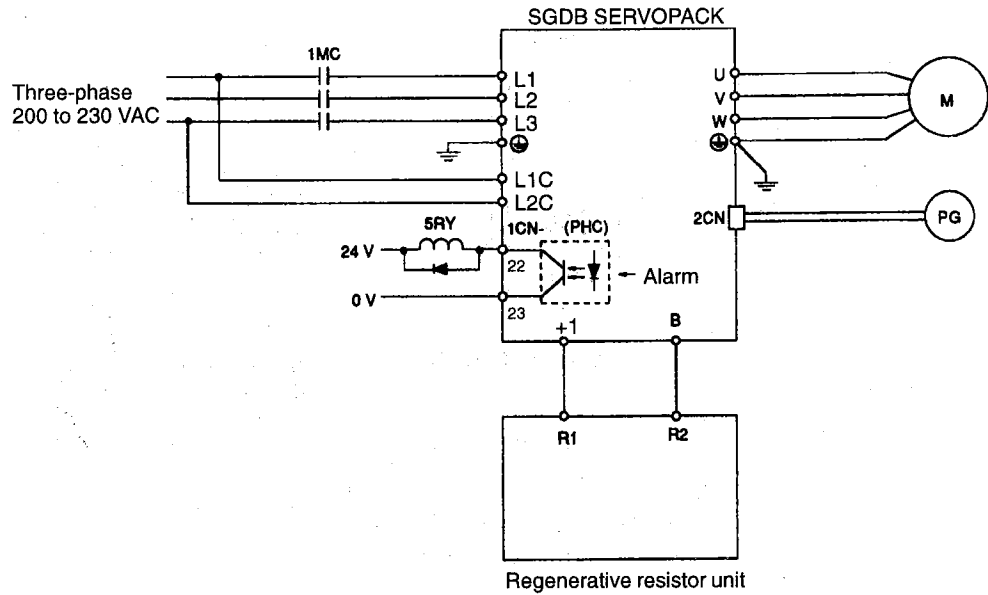 SGDB SERVOPACK
1MC
Three-phase
200 to 230 VAC
L1
L2
L3
L1C
L2C
U
V
W
M
2CN
PG
5RY
24 V
0 V
1CN-
(PHC)
22
23
Alarm
+1
B
R1
R2
Regenerative resistor unit